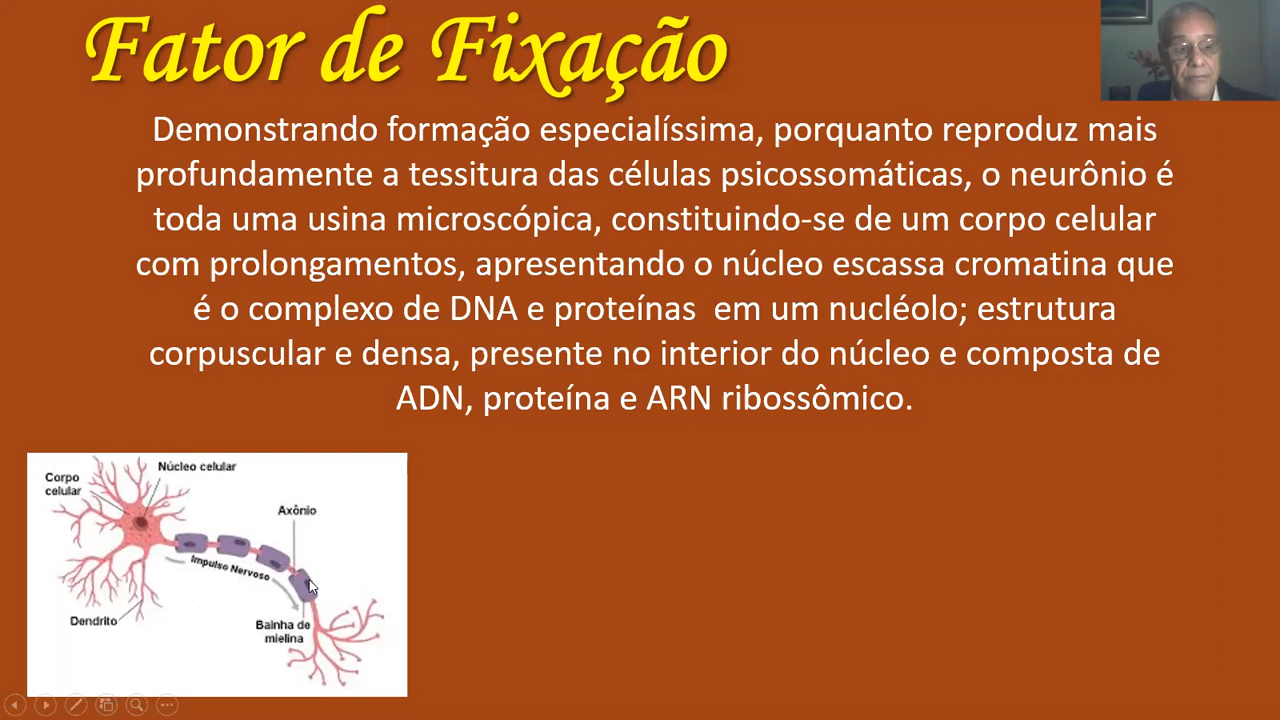 Fator de Fixação
Demonstrando formação especialíssima, porquanto reproduz mais
profundamente a tessitura das células psicossomáticas, o neurônio é
toda uma usina microscópica, constituindo-se de um corpo celular
com prolongamentos, apresentando o núcleo escassa cromatina que
é o complexo de DNA e proteínas  em um nucléolo; estrutura
corpuscular e densa, presente no interior do núcleo e composta de
ADN, proteína e ARN ribossômico.
Núcleo celular
Corpo
celular
Axônio
Impulso Nervoso
Dendrito
Bainha de
mielina